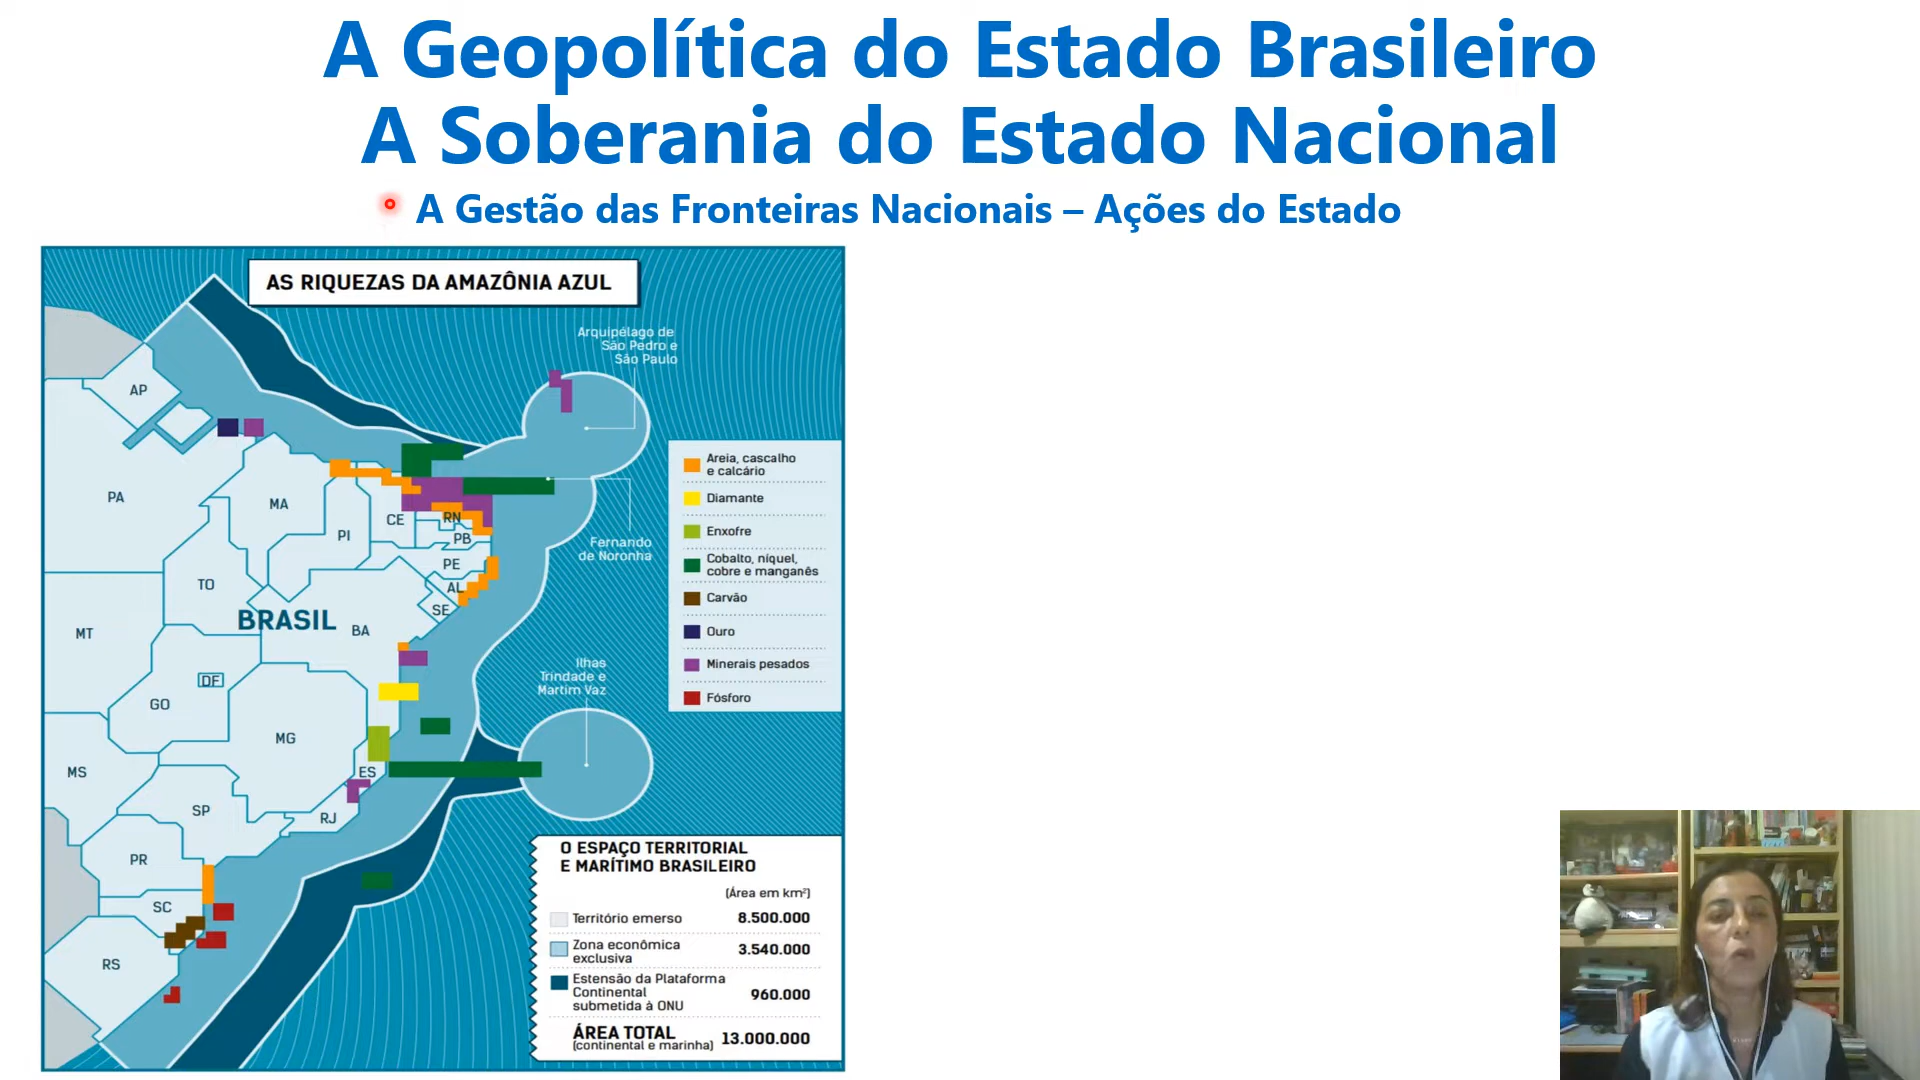 A Geopolítica do Estado Brasileiro
A Soberania do Estado Nacional
A Gestão das Fronteiras Nacionais – Ações do Estado
AS RIQUEZAS DA AMAZÔNIA AZUL
Arquipélago de
São Pedro e
São Paulo
AP
PA
MA
PI
CE
RN
PB
PE
AL
SE
TO
BRASIL
BA
MT
DF
GO
MG
MS
ES
SP
RJ
PR
SC
RS
Fernando
de Noronha
Ilhas
Trindade e
Martim Vaz
Areia, cascalho
e calcário
Diamante
Enxofre
Cobalto, níquel,
cobre e manganês
Carvão
Ouro
Minerais pesados
Fósforo
O ESPAÇO TERRITORIAL
E MARÍTIMO BRASILEIRO
(Área em km²)
Território emerso 8.500.000
Zona econômica
exclusiva 3.540.000
Estensão da Plataforma
Continental
submetida à ONU 960.000
ÁREA TOTAL
(continental e marinha) 13.000.000